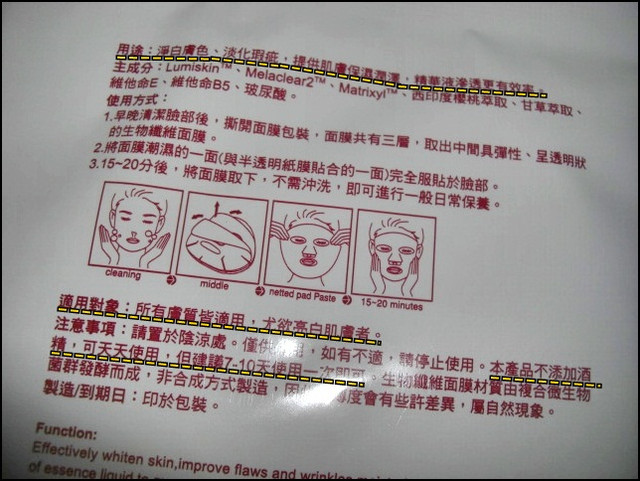 用途：淨白膚色、淡化瑕疵，提供肌膚保濕潤澤，精華液滲透更有效率。
主成分：Lumiskin™、Melaclear2™、Matrixyl™、西印度櫻桃萃取、甘草萃取、
維他命E、維他命B5、玻尿酸。
使用方式：
1.早晚清潔臉部後，撕開面膜包裝，面膜共有三層，取出中間具彈性、呈透明狀
的生物纖維面膜。
2.將面膜潮濕的一面(與半透明紙膜貼合的一面)完全服貼於臉部。
3.15~20分後，將面膜取下，不需沖洗，即可進行一般日常保養。
cleaning middle netted pad Paste 15-20 minutes
適用對象：所有膚質皆適用，尤欲亮白肌膚者。
注意事項：請置於陰涼處。僅供 用，如有不適，請停止使用。本產品不添加酒
精，可天天使用，但建議7-10天使用一次即可。生物纖維面膜材質由複合微生物
菌群發酵而成，非合成方式製造，因 度會有些許差異，屬自然現象。
製造/到期日：印於包裝。
Function:
Effectively whiten skin,improve flaws and wrinkles
of essence liquid